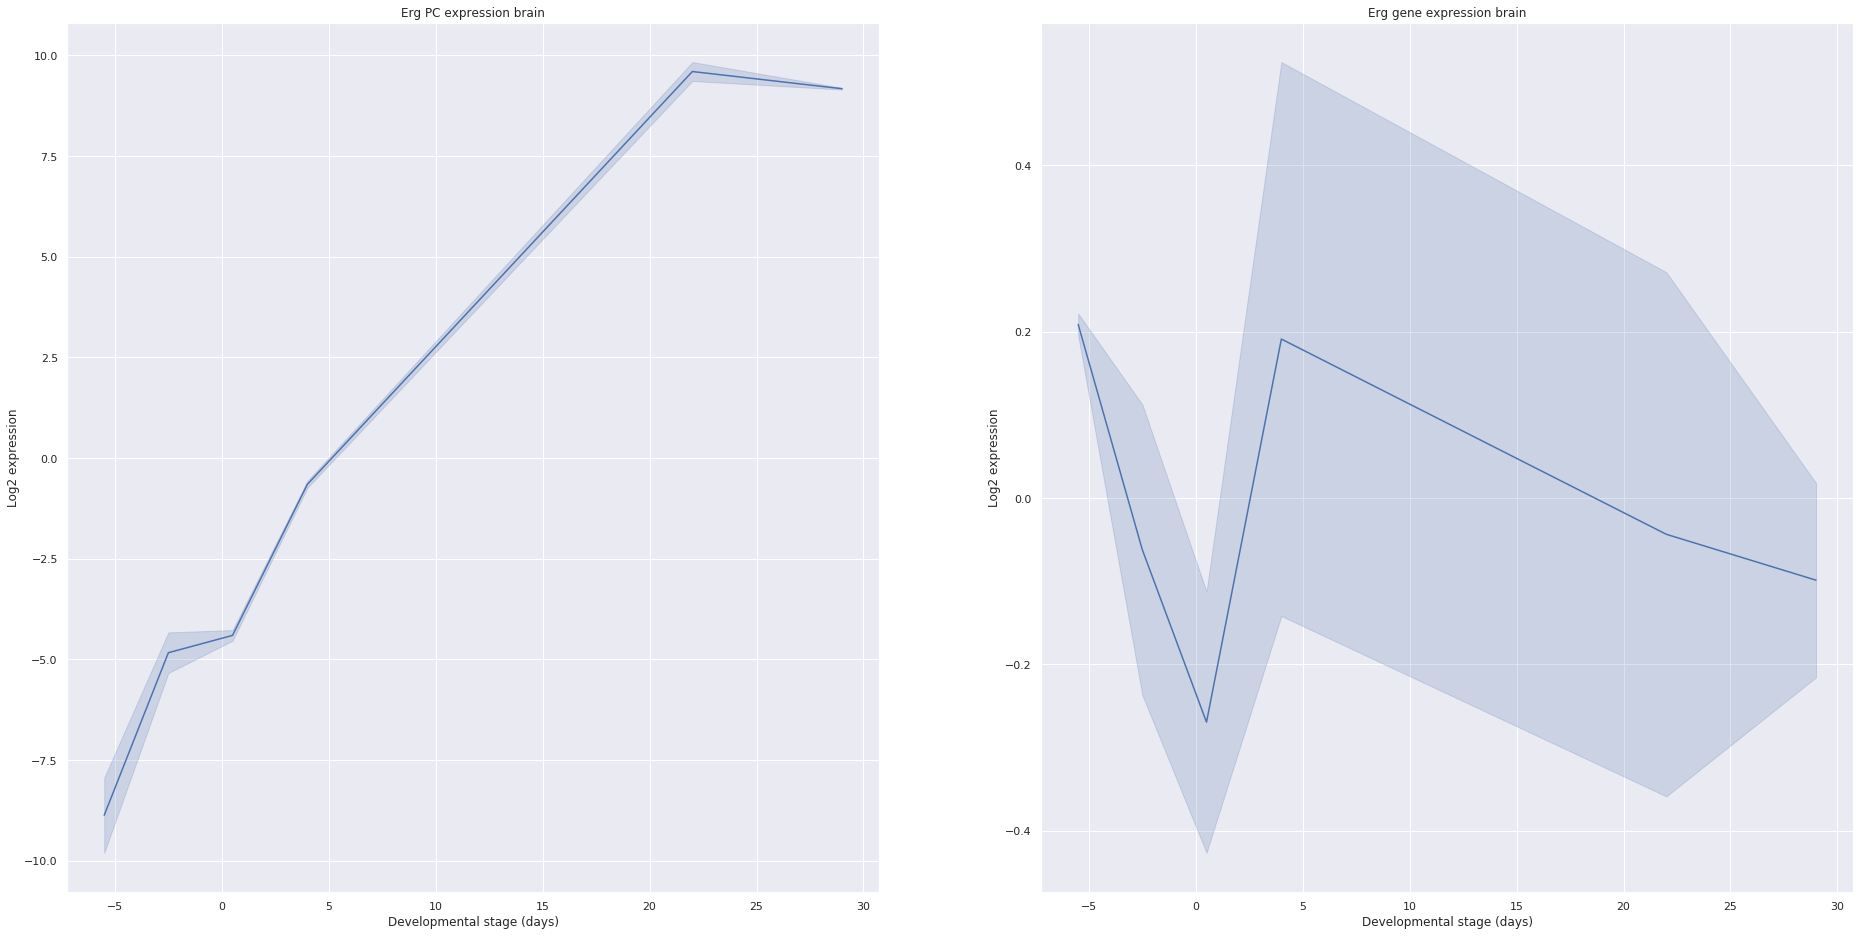 Erg PC expression brain
10.0
7.5
5.0
2.5
0.0
−2.5
−5.0
−7.5
−10.0
Log2 expression
−5 0 5 10 15 20 25 30
Developmental stage (days)
Erg gene expression brain
0.4
0.2
0.0
−0.2
−0.4
Log2 expression
−5 0 5 10 15 20 25 30
Developmental stage (days)